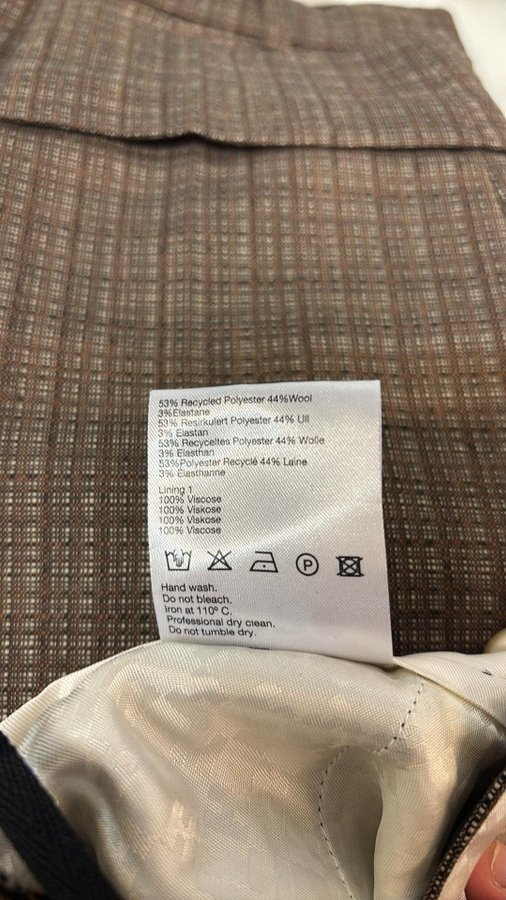 53% Recycled Polyester 44%Wool
3%Elastane
53% Resirkulert Polyester 44% Ull
3% Elastan
53% Recyceltes Polyester 44% Wolle
3% Elasthan
53%Polyester Recyclé 44% Laine
3% Élasthanne
Lining 1
100% Viscose
100% Viskose
100% Viskose
100% Viscose
P
Hand wash.
Do not bleach.
Iron at 110º C.
Professional dry clean.
Do not tumble dry.